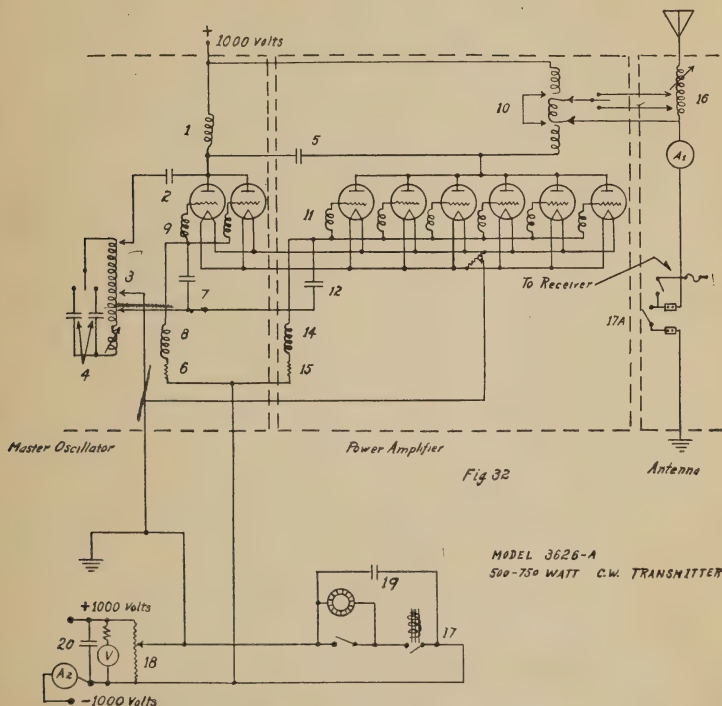 +
1000 volts
1
2
3
4
5
6
7
8
9
10
11
12
14
15
16
A1
To Receiver
17A
Master Oscillator
Power Amplifier
Antenna
Fig 32
MODEL 3626-A
500-750 WATT C.W. TRANSMITTER
+1000 Volts
20
V
18
A2
-1000 Volts
19
17